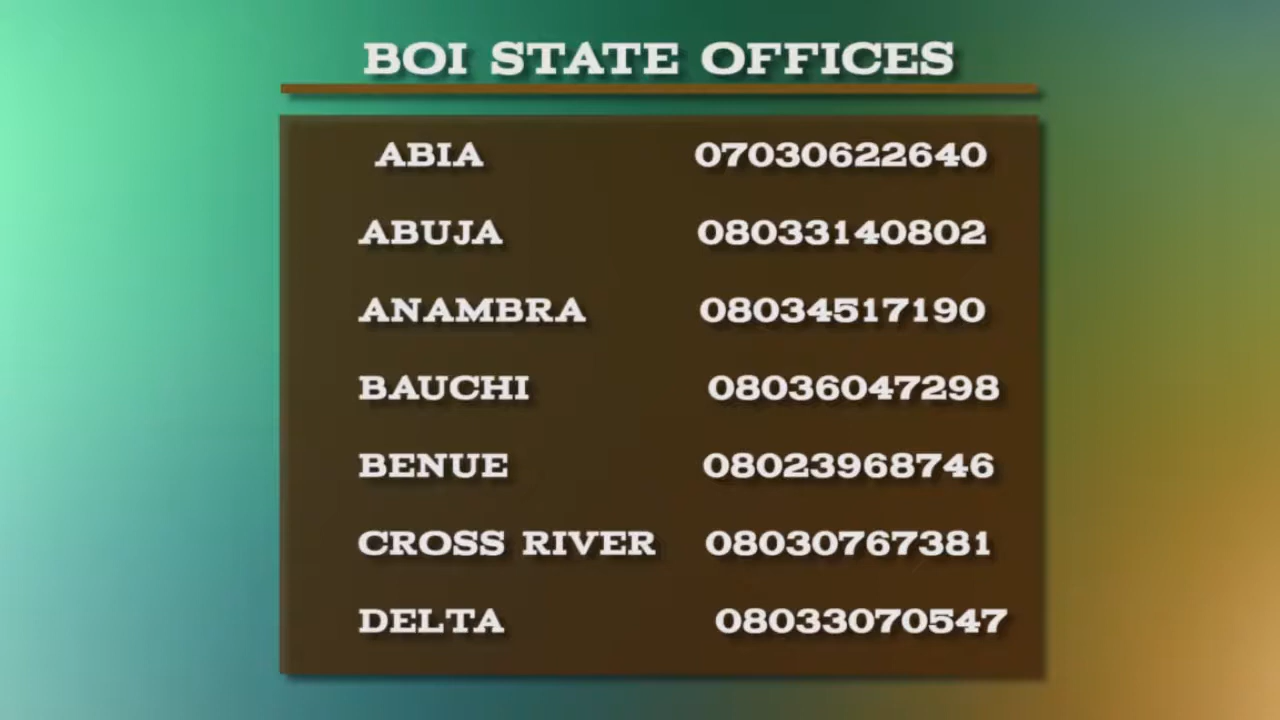 BOI STATE OFFICES
ABIA 07030622640
ABUJA 08033140802
ANAMBRA 08034517190
BAUCHI 08036047298
BENUE 08023968746
CROSS RIVER 08030767381
DELTA 08033070547